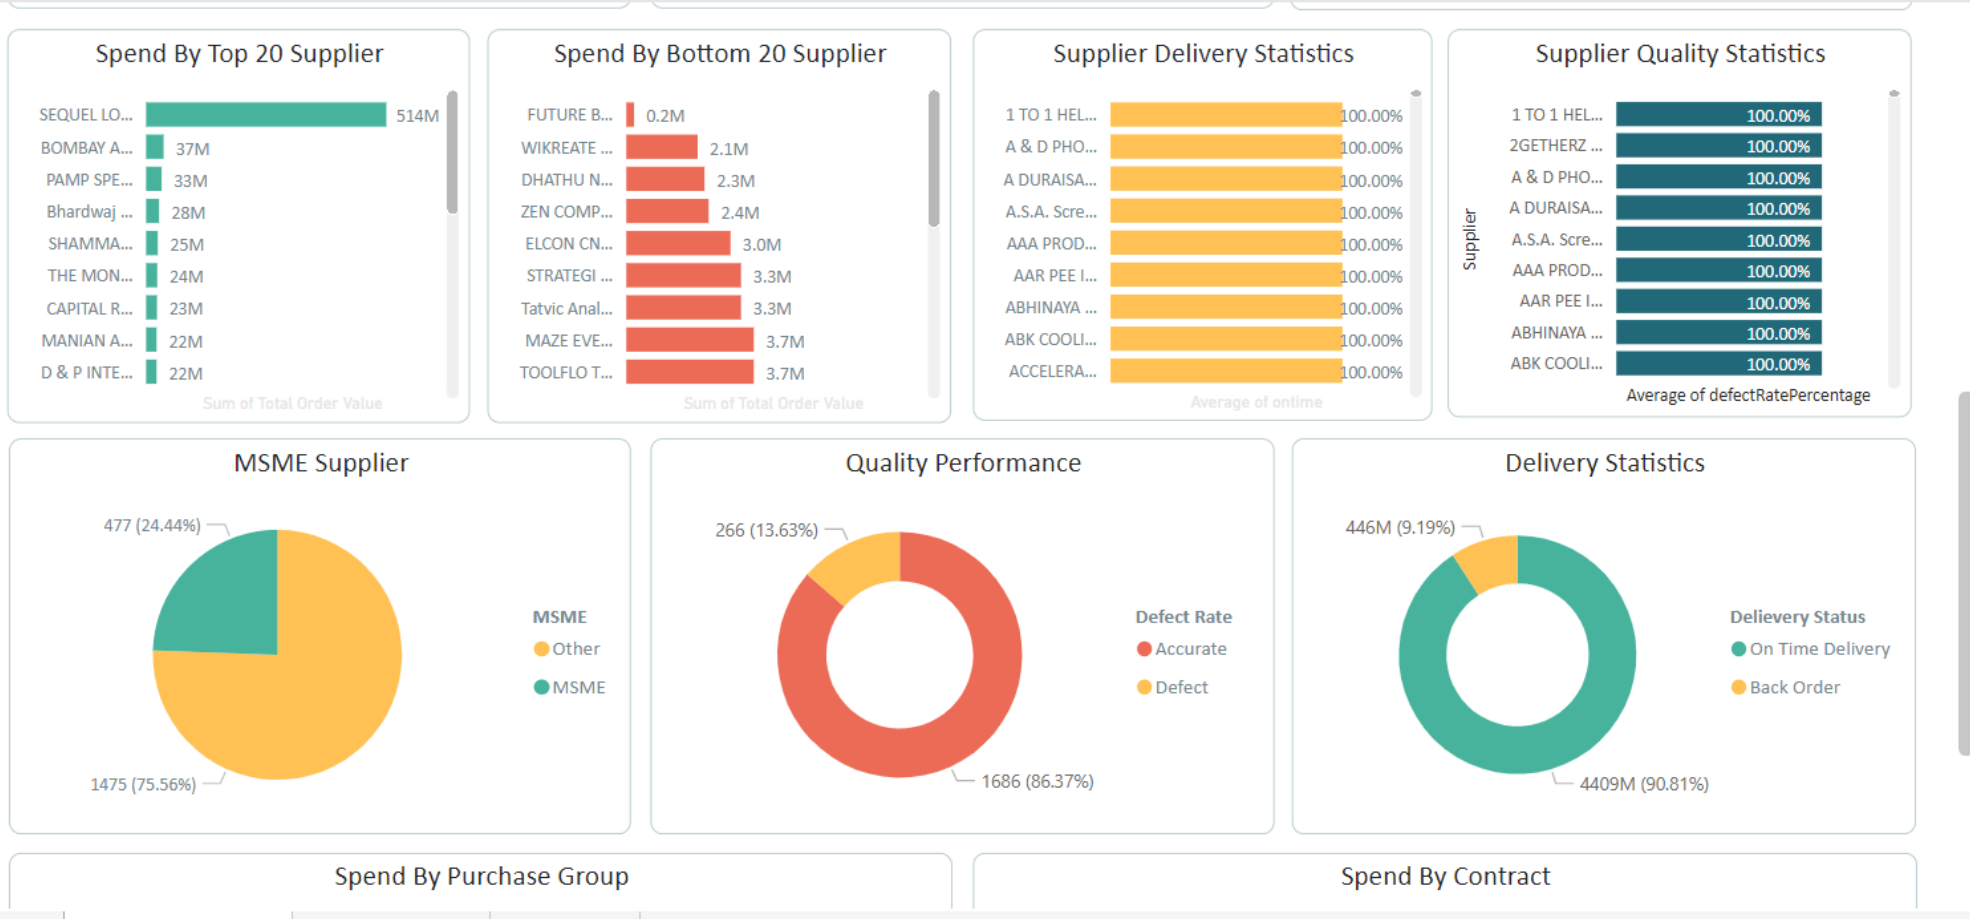 Spend By Top 20 Supplier
SEQUEL LO... 514M
BOMBAY A... 37M
PAMP SPE... 33M
Bhardwaj ... 28M
SHAMMA... 25M
THE MON... 24M
CAPITAL R... 23M
MANIAN A... 22M
D & P INTE... 22M
Sum of Total Order Value
Spend By Bottom 20 Supplier
FUTURE B... 0.2M
WIKREATE ... 2.1M
DHATHU N... 2.3M
ZEN COMP... 2.4M
ELCON CN... 3.0M
STRATEGI ... 3.3M
Tatvic Anal... 3.3M
MAZE EVE... 3.7M
TOOLFLO T... 3.7M
Sum of Total Order Value
Supplier Delivery Statistics
1 TO 1 HEL... 100.00%
A & D PHO... 100.00%
A DURAISA... 100.00%
A.S.A. Scre... 100.00%
AAA PROD... 100.00%
AAR PEE I... 100.00%
ABHINAYA ... 100.00%
ABK COOLI... 100.00%
ACCELERA... 100.00%
Average of ontime
Supplier Quality Statistics
Supplier
1 TO 1 HEL... 100.00%
2GETHERZ ... 100.00%
A & D PHO... 100.00%
A DURAISA... 100.00%
A.S.A. Scre... 100.00%
AAA PROD... 100.00%
AAR PEE I... 100.00%
ABHINAYA ... 100.00%
ABK COOLI... 100.00%
Average of defectRatePercentage
MSME Supplier
477 (24.44%)
1475 (75.56%)
MSME
Other
MSME
Quality Performance
266 (13.63%)
1686 (86.37%)
Defect Rate
Accurate
Defect
Delivery Statistics
446M (9.19%)
4409M (90.81%)
Delievery Status
On Time Delivery
Back Order
Spend By Purchase Group
Spend By Contract